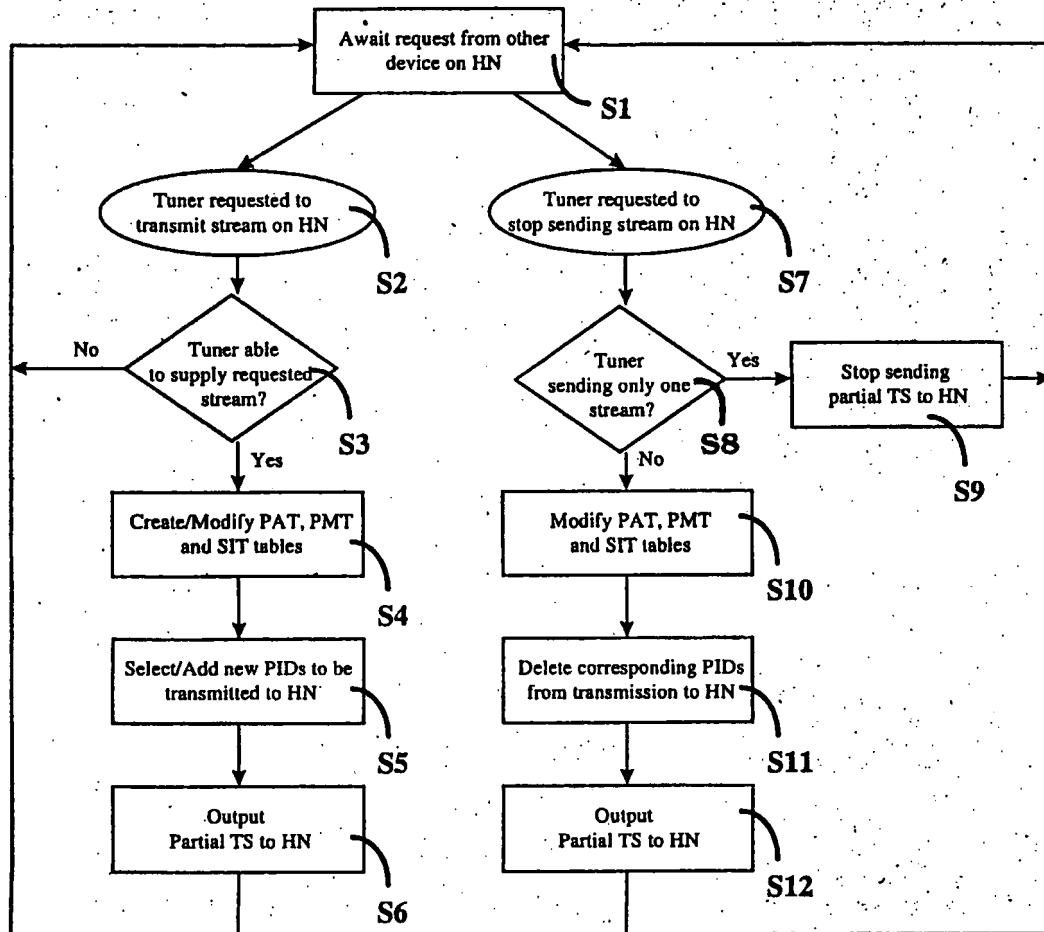 Await request from other
device on HN
S1
Tuner requested to
transmit stream on HN
S2
Tuner requested to
stop sending stream on HN
S7
No
Tuner able
to supply requested
stream?
S3
Yes
Tuner
sending only one
stream?
S8
Yes
No
Stop sending
partial TS to HN
S9
Create/Modify PAT, PMT
and SIT tables
S4
Modify PAT, PMT
and SIT tables
S10
Select/Add new PIDs to be
transmitted to HN
S5
Delete corresponding PIDs
from transmission to HN
S11
Output
Partial TS to HN
S6
Output
Partial TS to HN
S12